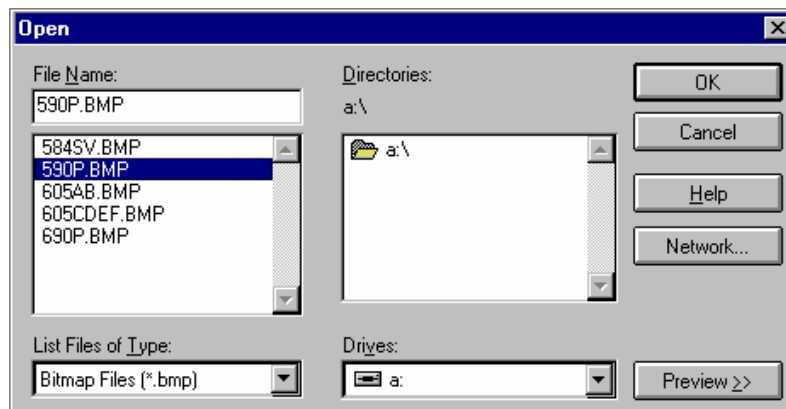 Open
File Name:
590P.BMP
584SV.BMP
590P.BMP
605AB.BMP
605CDEF.BMP
690P.BMP
List Files of Type:
Bitmap Files (*.bmp)
Directories:
a:\
a:\
Drives:
a:
OK
Cancel
Help
Network...
Preview >>